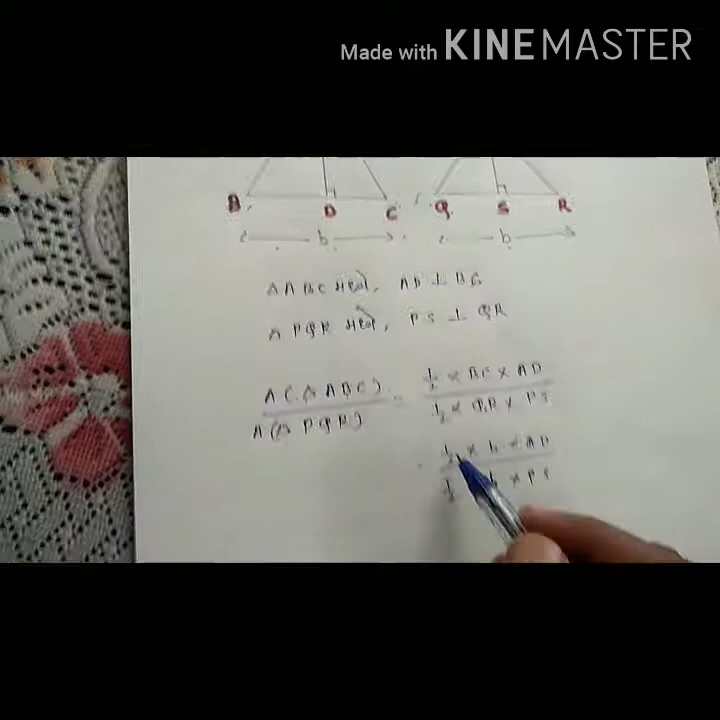 Made with KINEMASTER
B D C Q S R
b b
Δ ABC मध्ये, AD ⊥ BC
Δ PQR मध्ये, PS ⊥ QR
A(Δ ABC) = 1/2 × BC × AD
A(Δ PQR) 1/2 × QR × PS
= 1/2 × b × AD
1/2 × b × PS